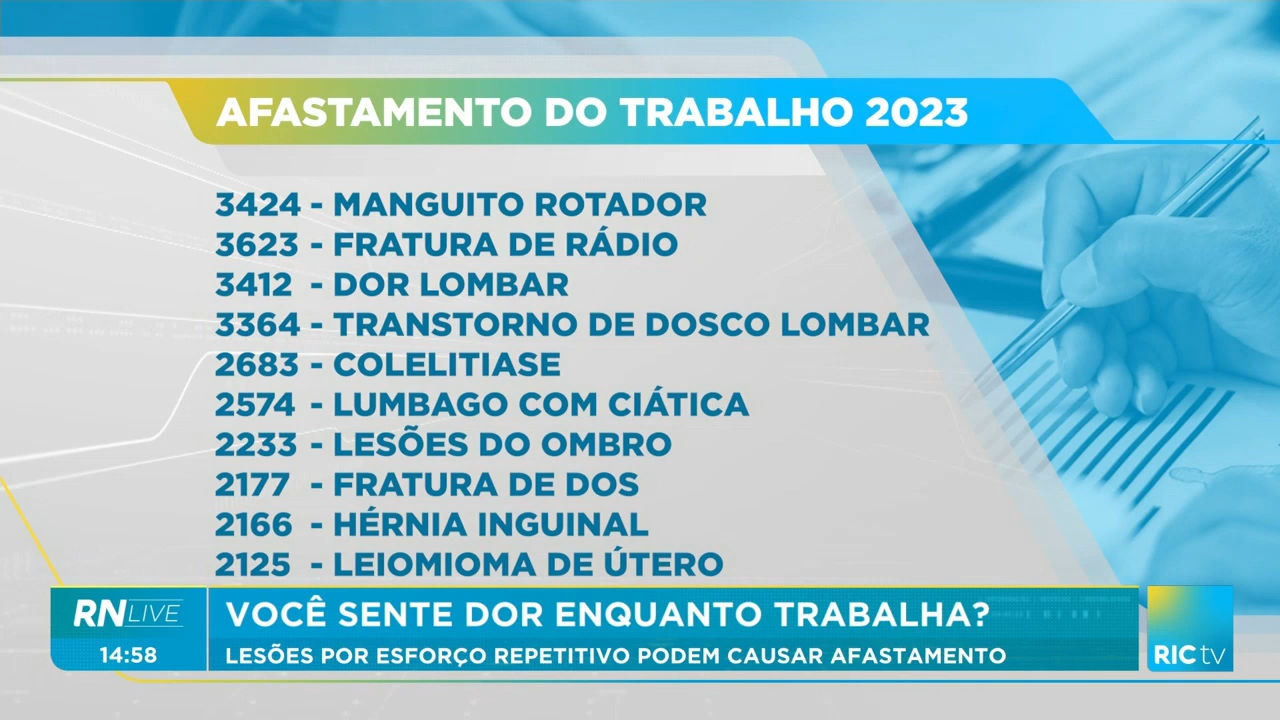 AFASTAMENTO DO TRABALHO 2023
3424 - MANGUITO ROTADOR
3623 - FRATURA DE RÁDIO
3412 - DOR LOMBAR
3364 - TRANSTORNO DE DOSCO LOMBAR
2683 - COLELITIASE
2574 - LUMBAGO COM CIÁTICA
2233 - LESÕES DO OMBRO
2177 - FRATURA DE DOS
2166 - HÉRNIA INGUINAL
2125 - LEIOMIOMA DE ÚTERO
RN LIVE
VOCÊ SENTE DOR ENQUANTO TRABALHA?
14:58
LESÕES POR ESFORÇO REPETITIVO PODEM CAUSAR AFASTAMENTO
RIC tv